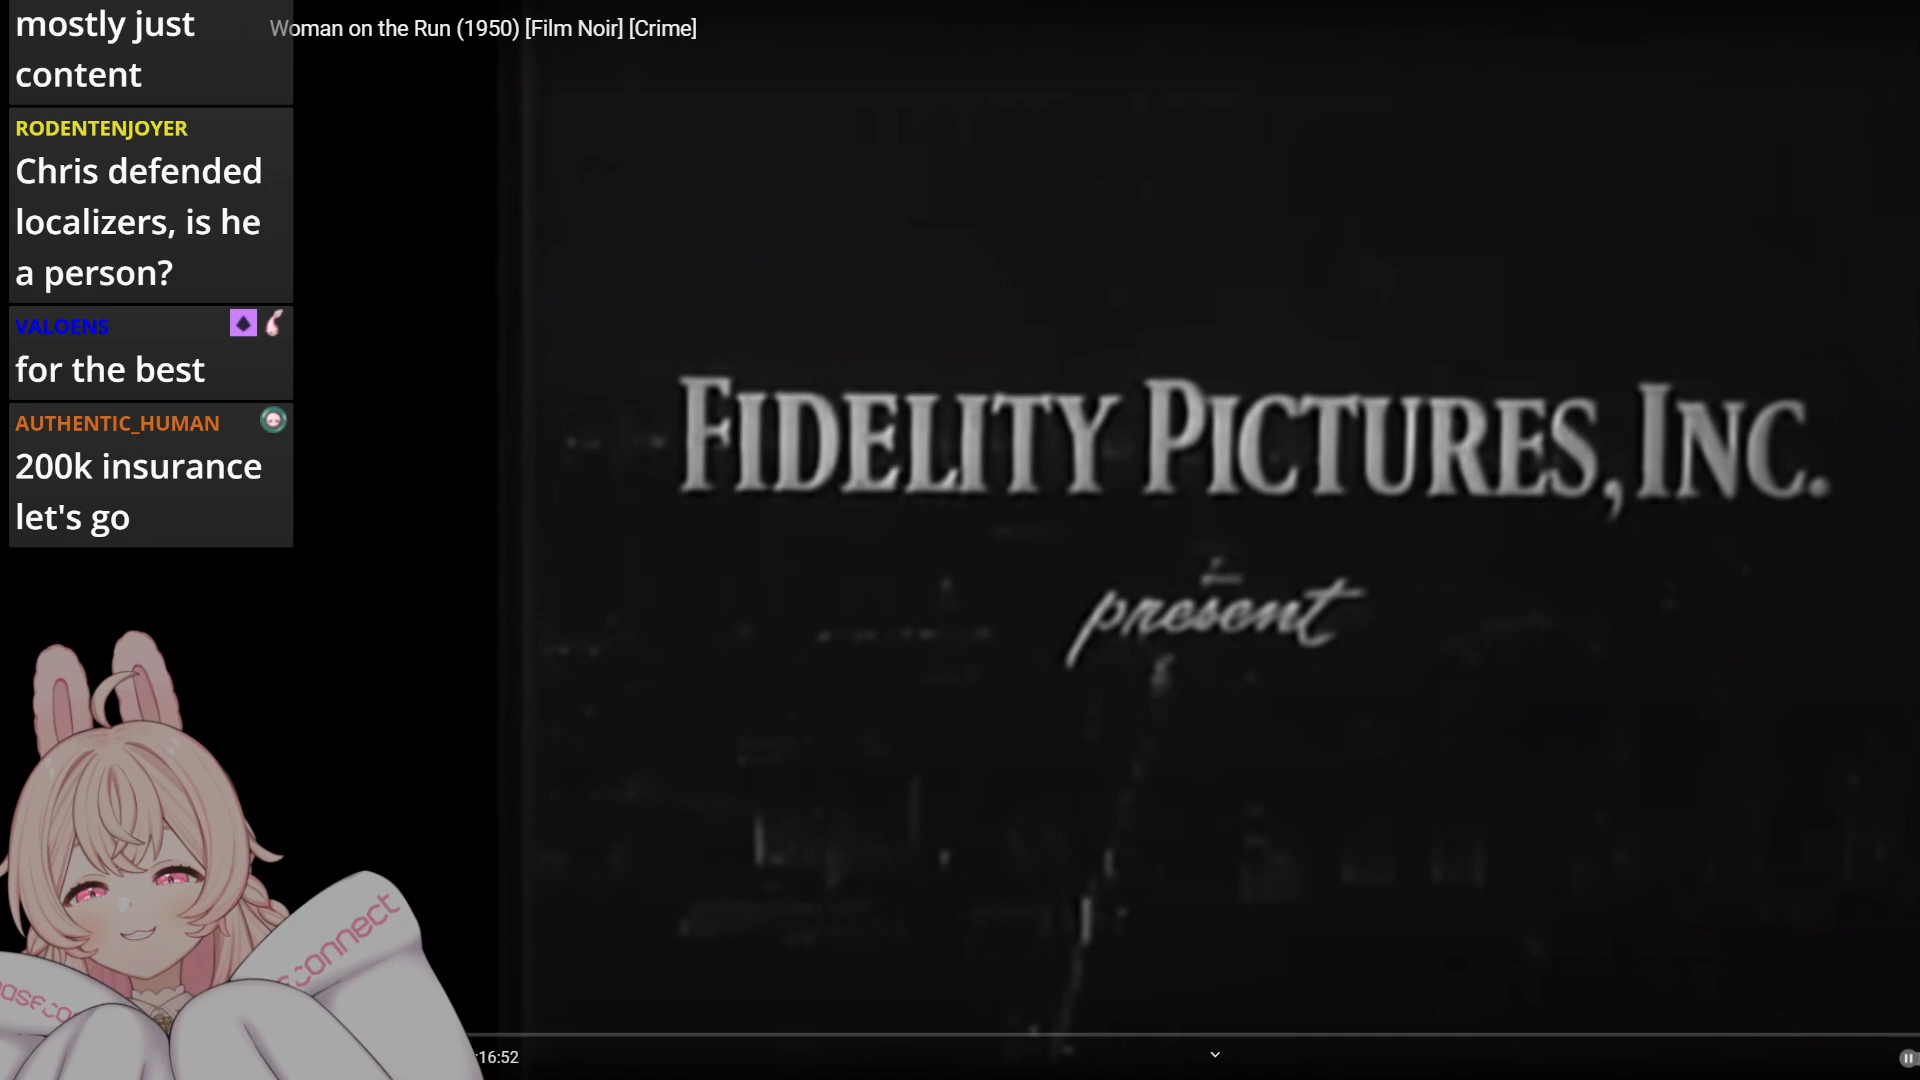 mostly just
content
Woman on the Run (1950) [Film Noir] [Crime]
RODENTENJOYER
Chris defended
localizers, is he
a person?
VALOENS
for the best
AUTHENTIC_HUMAN
200k insurance
let's go
FIDELITY PICTURES, INC.
present
connect
:16:52